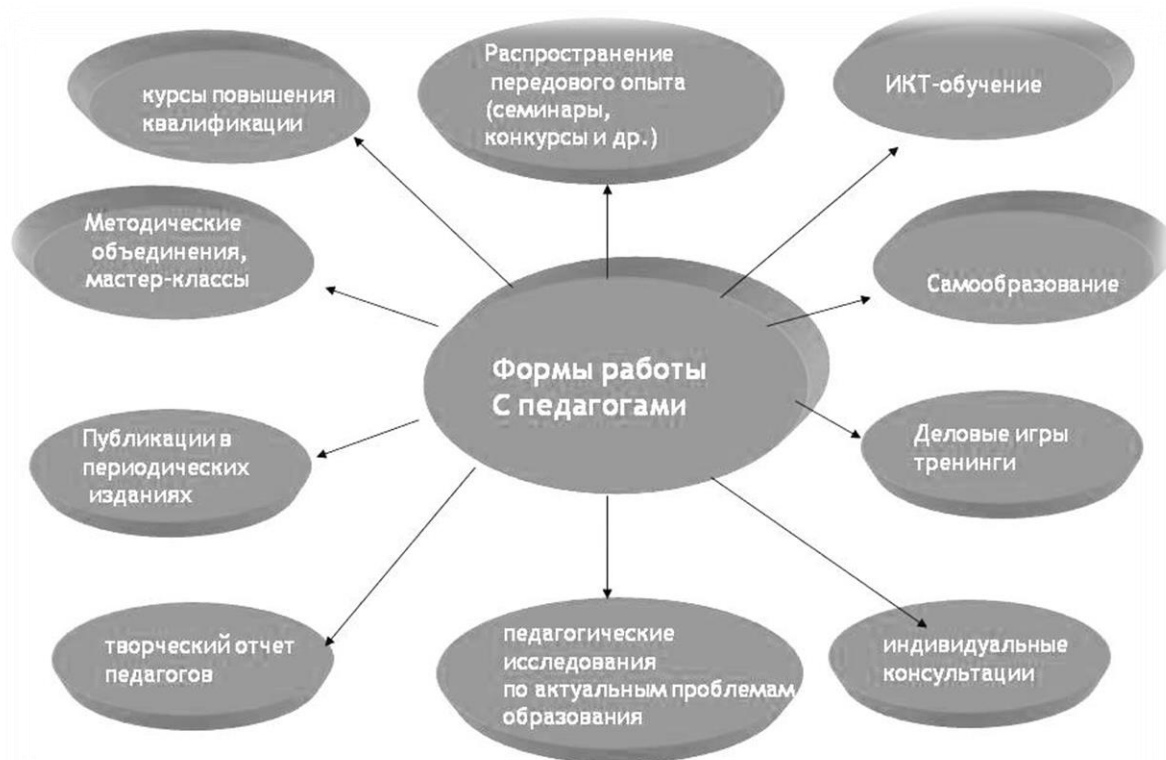 курсы повышения
квалификации
Распространение
передового опыта
(семинары,
конкурсы и др.)
ИКТ-обучение
Методические
объединения,
мастер-классы
Самообразование
Формы работы
С педагогами
Публикации в
периодических
изданиях
Деловые игры
тренинги
творческий отчет
педагогов
педагогические
исследования
по актуальным проблемам
образования
индивидуальные
консультации